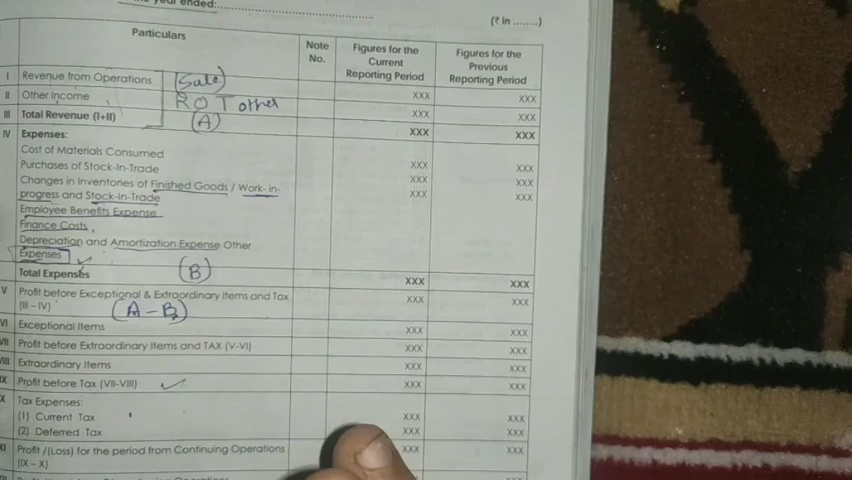 year ended:
(₹ in ........)
Particulars Note No. Figures for the Current Reporting Period Figures for the Previous Reporting Period
I Revenue from Operations (Sale) XXX XXX
II Other Income R O T other XXX XXX
III Total Revenue (I+II) (A) XXX XXX
IV Expenses:
Cost of Materials Consumed XXX XXX
Purchases of Stock-In-Trade XXX XXX
Changes in Inventories of Finished Goods / Work-in- XXX XXX
progress and Stock-In-Trade
Employee Benefits Expense
Finance Costs
Depreciation and Amortization Expense Other
Expenses
Total Expenses (B) XXX XXX
V Profit before Exceptional & Extraordinary Items and Tax XXX XXX
(III – IV) (A - B)
VI Exceptional Items XXX XXX
VII Profit before Extraordinary Items and TAX (V-VI) XXX XXX
VIII Extraordinary Items XXX XXX
IX Profit before Tax (VII-VIII) XXX XXX
X Tax Expenses:
(1) Current Tax XXX XXX
(2) Deferred Tax XXX XXX
XI Profit /(Loss) for the period from Continuing Operations XXX XXX
(IX – X)